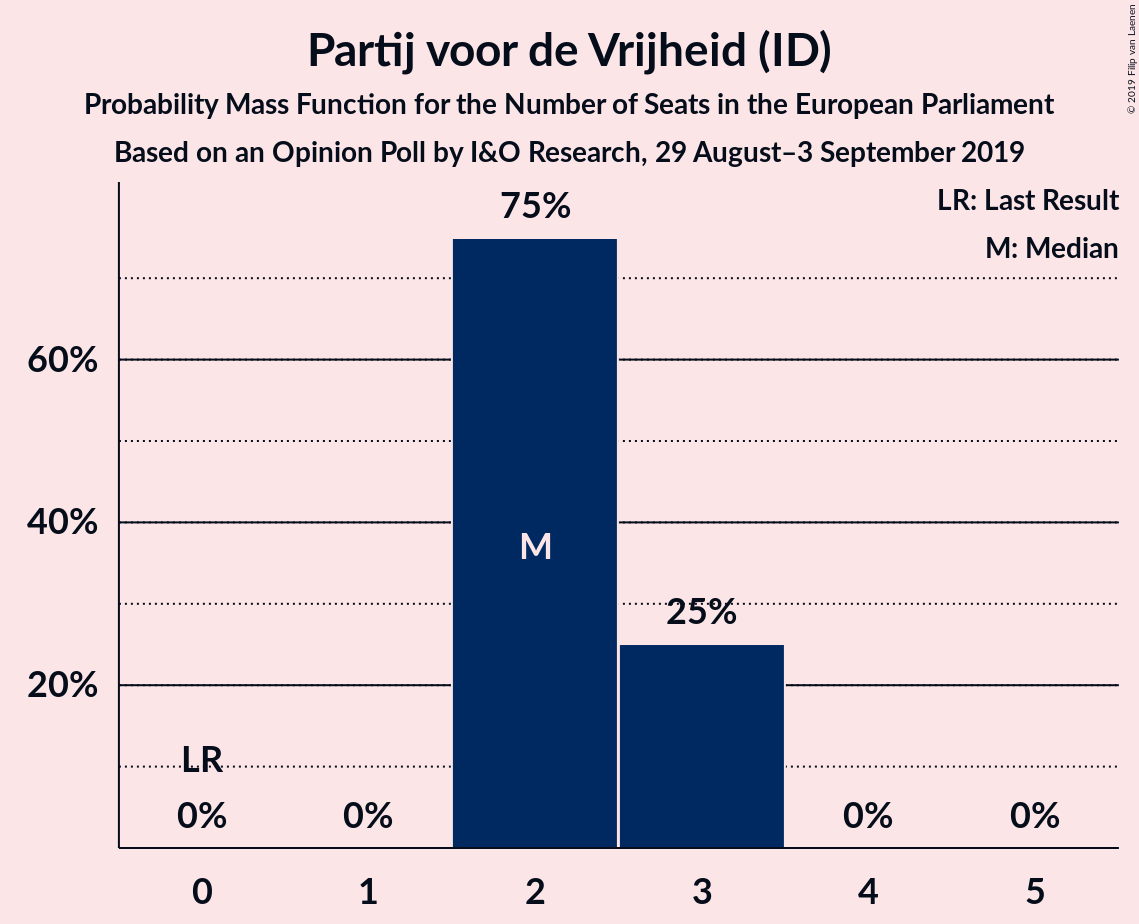 Partij voor de Vrijheid (ID)
Probability Mass Function for the Number of Seats in the European Parliament
Based on an Opinion Poll by I&O Research, 29 August–3 September 2019
© 2019 Filip van Laenen
LR: Last Result
M: Median
75%
60%
40%
M
25%
20%
LR
0%
0%
0%
0%
0
1
2
3
4
5